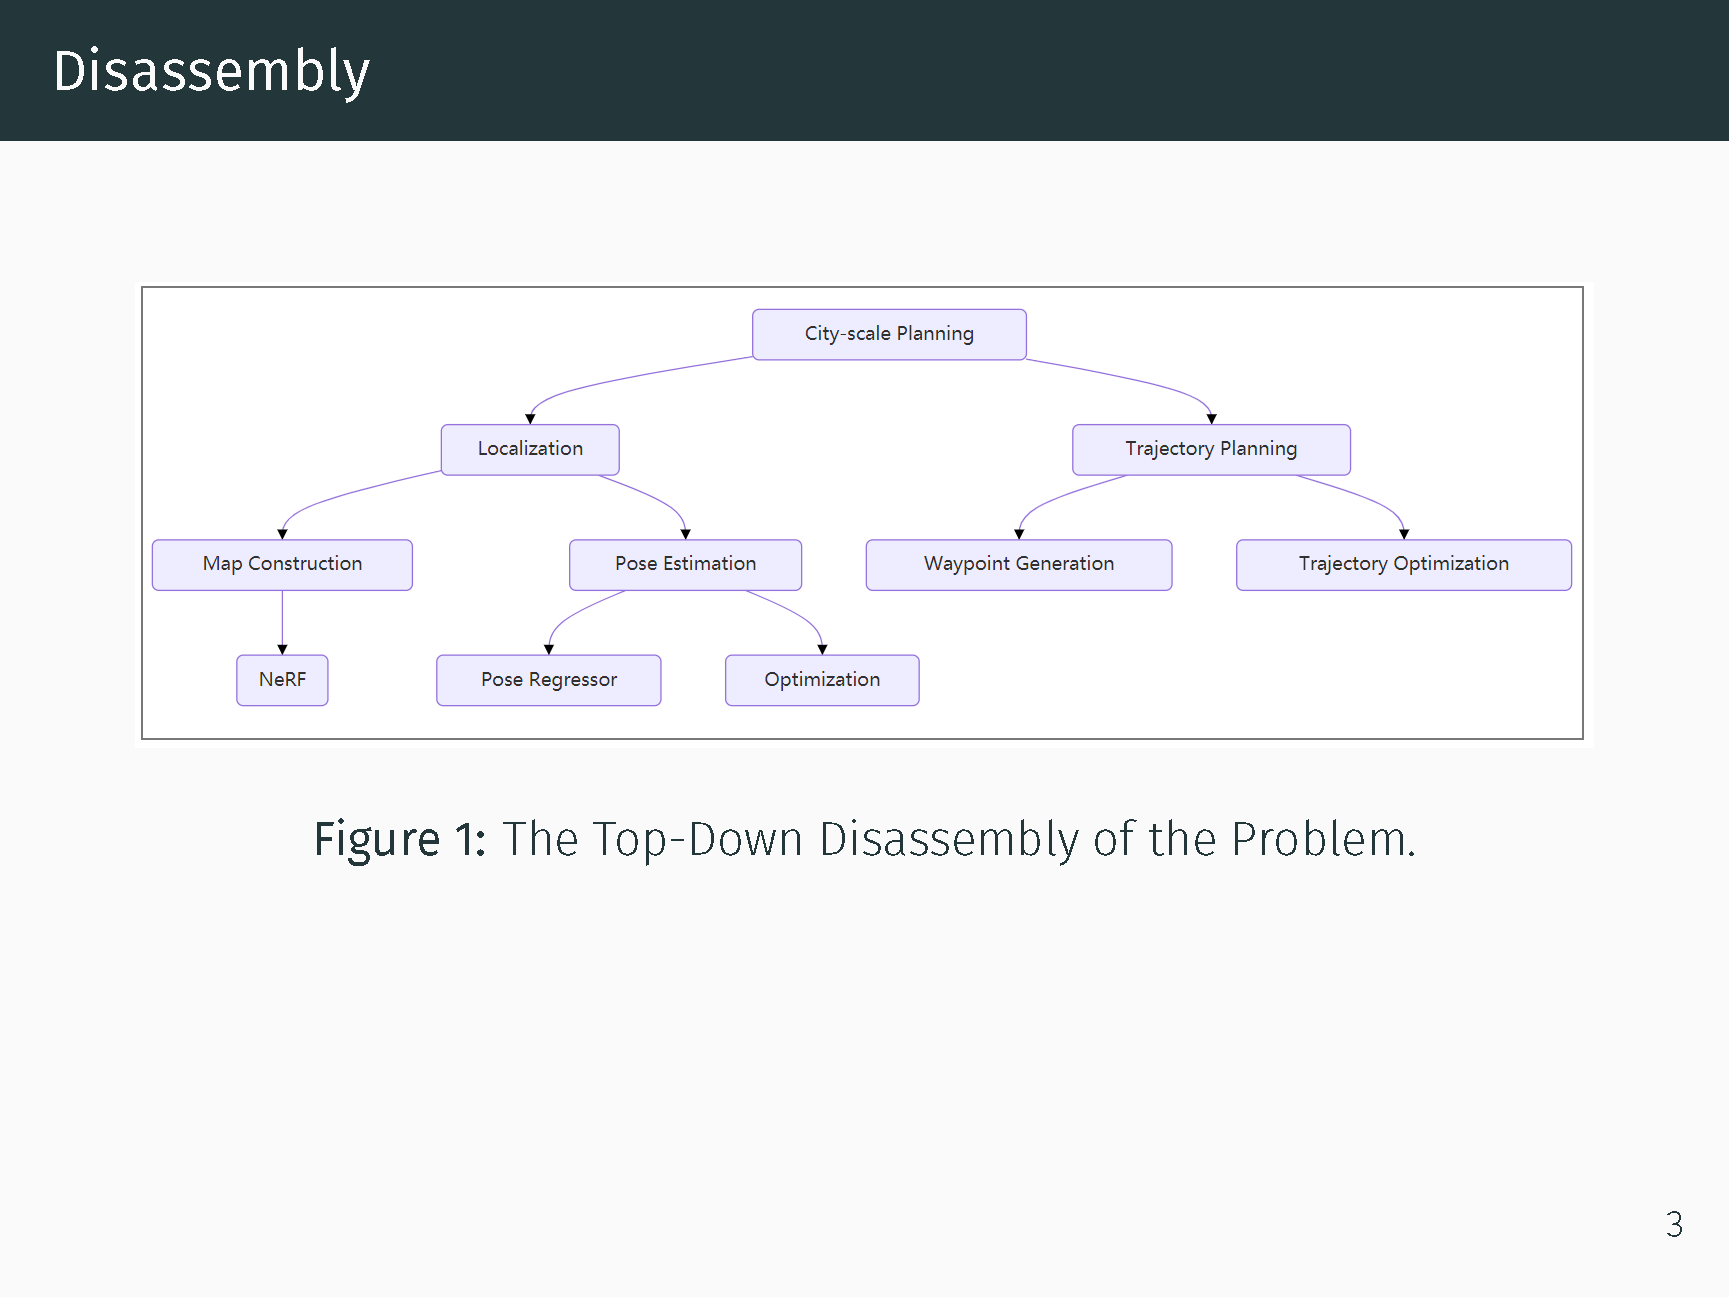 Disassembly
City-scale Planning
Localization
Trajectory Planning
Map Construction
Pose Estimation
Waypoint Generation
Trajectory Optimization
NeRF
Pose Regressor
Optimization
Figure 1: The Top-Down Disassembly of the Problem.
3